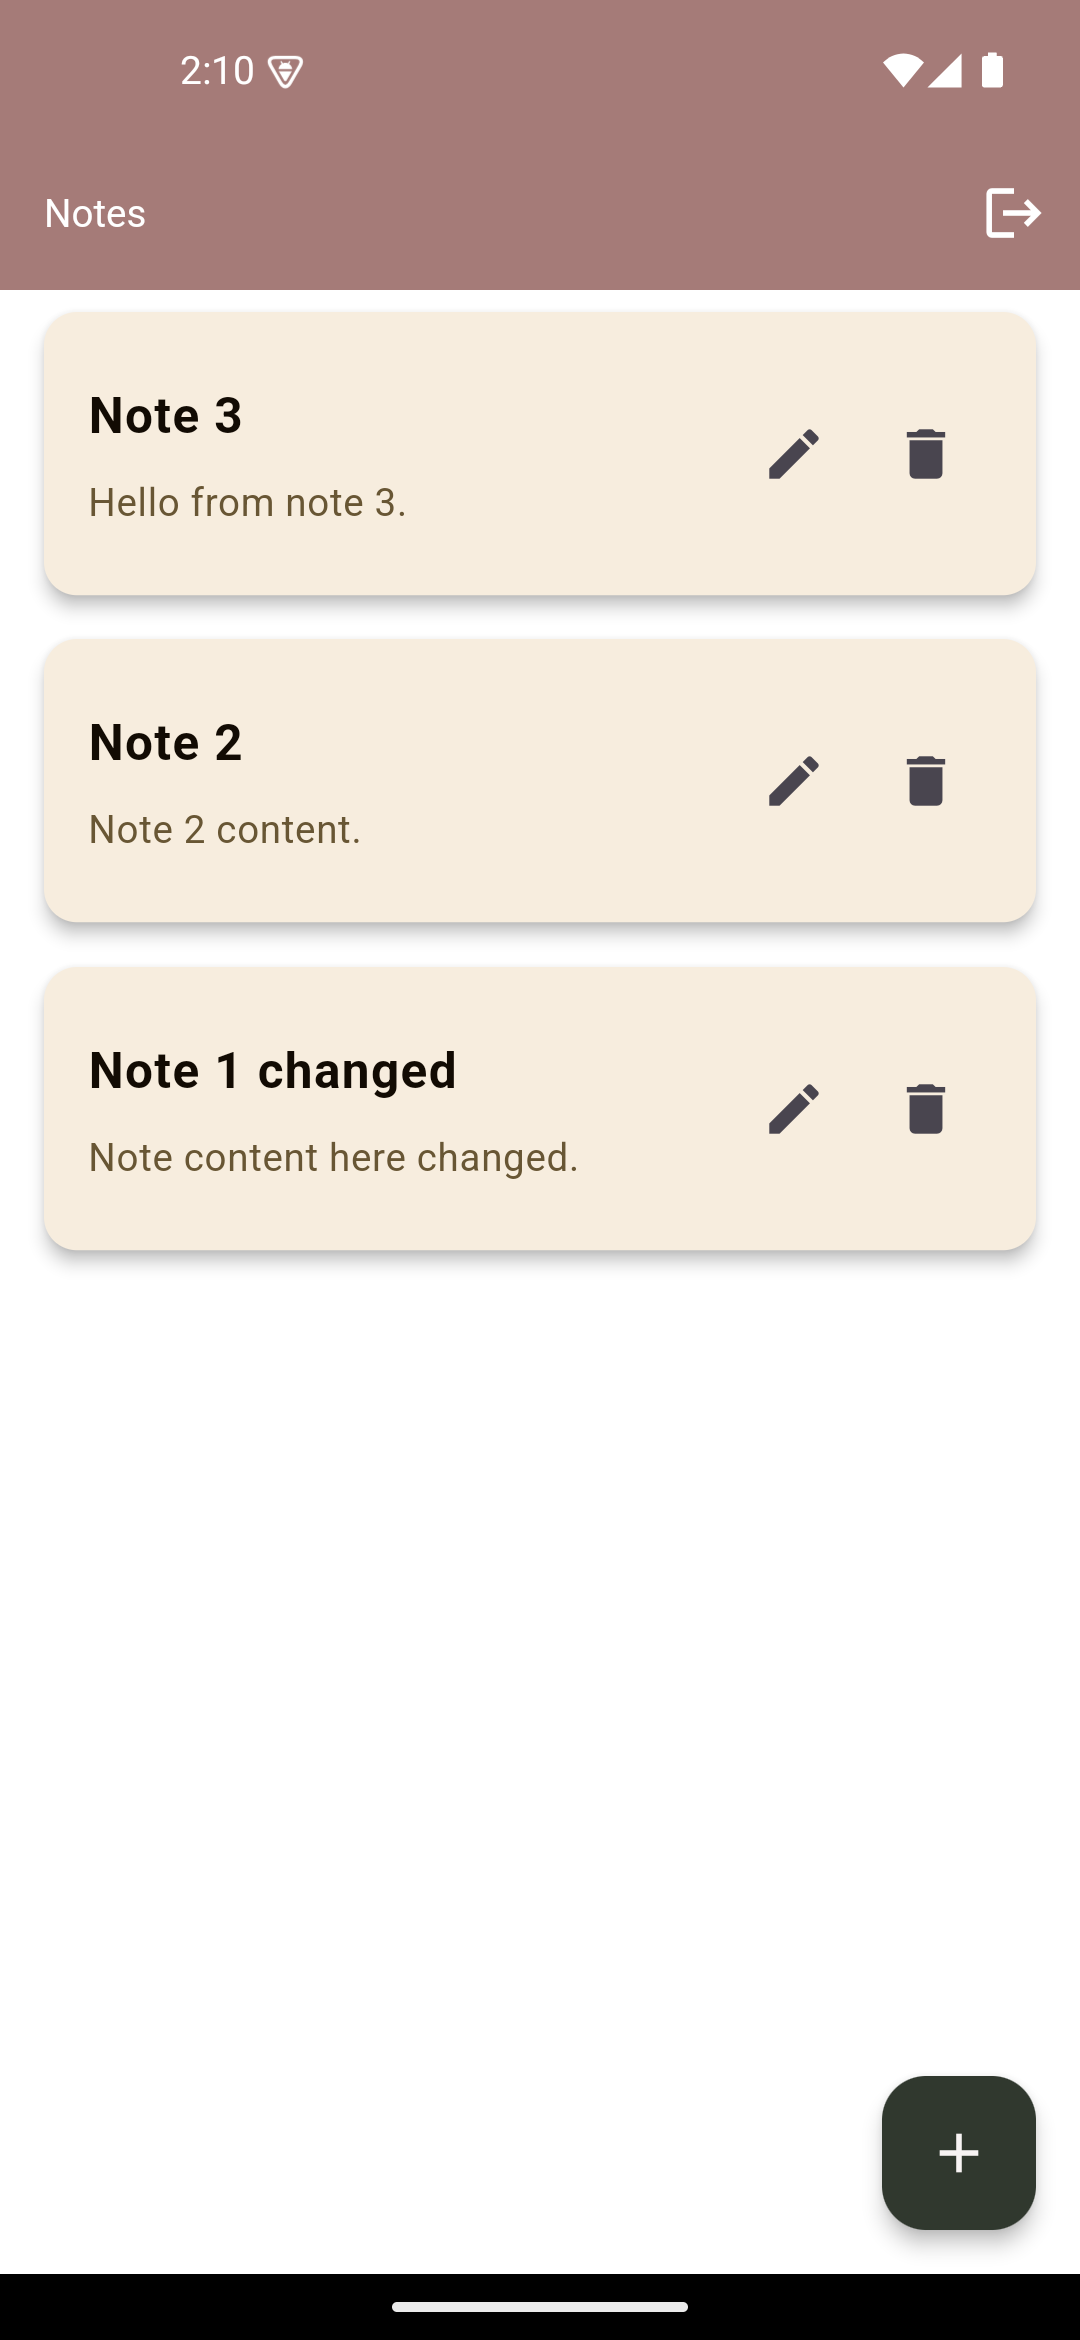 2:10
Notes
Note 3
Hello from note 3.
Note 2
Note 2 content.
Note 1 changed
Note content here changed.